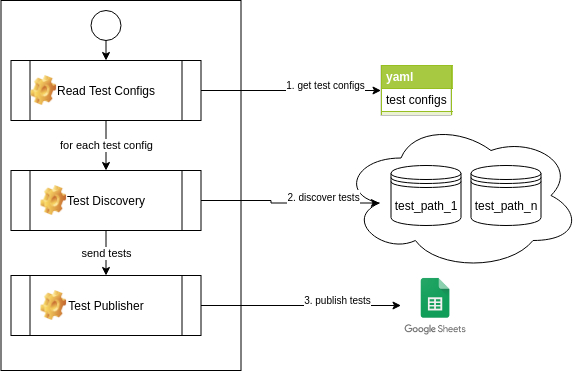 Read Test Configs
1. get test configs
yaml
test configs
for each test config
Test Discovery
2. discover tests
test_path_1
test_path_n
send tests
Test Publisher
3. publish tests
Google Sheets